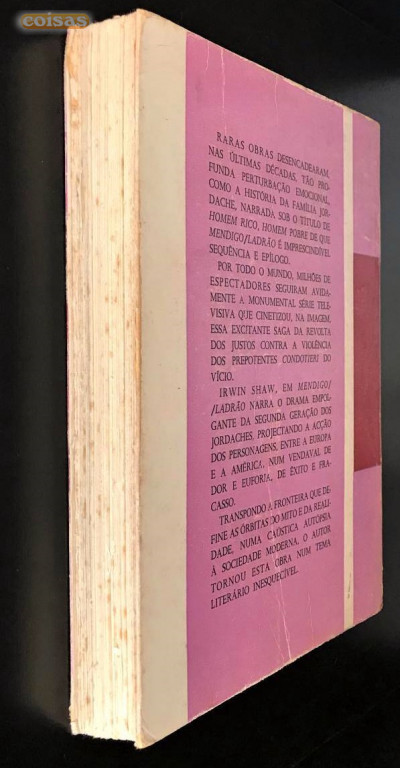 coisas
RARAS OBRAS DESENCADEARAM,
NAS ÚLTIMAS DÉCADAS, TÃO PRO-
FUNDA PERTURBAÇÃO EMOCIONAL,
COMO A HISTÓRIA DA FAMÍLIA JOR-
DACHE, NARRADA SOB O TITULO DE
HOMEM RICO, HOMEM POBRE DE QUE
MENDIGO/LADRÃO É IMPRESCINDÍVEL
SEQUÊNCIA E EPÍLOGO.
POR TODO O MUNDO, MILHÕES DE
ESPECTADORES SEGUIRAM AVIDA-
MENTE A MONUMENTAL SÉRIE TELE-
VISIVA QUE CINETIZOU, NA IMAGEM,
ESSA EXCITANTE SAGA DA REVOLTA
DOS JUSTOS CONTRA A VIOLÊNCIA
DOS PREPOTENTES CONDOTIERI DO
VÍCIO.
IRWIN SHAW, EM MENDIGO/
/LADRÃO NARRA O DRAMA EMPOL-
GANTE DA SEGUNDA GERAÇÃO DOS
JORDACHES, PROJECTANDO A ACÇÃO
DOS PERSONAGENS, ENTRE A EUROPA
E A AMÉRICA, NUM VENDAVAL DE
DOR E EUFORIA, DE ÊXITO E FRA-
CASSO.
TRANSPONDO A FRONTEIRA QUE DE-
FINE AS ÓRBITAS DO MITO E DA REALI-
DADE, NUMA CAÚSTICA AUTÓPSIA
À SOCIEDADE MODERNA, O AUTOR
TORNOU ESTA OBRA NUM TEMA
LITERÁRIO INESQUECÍVEL.